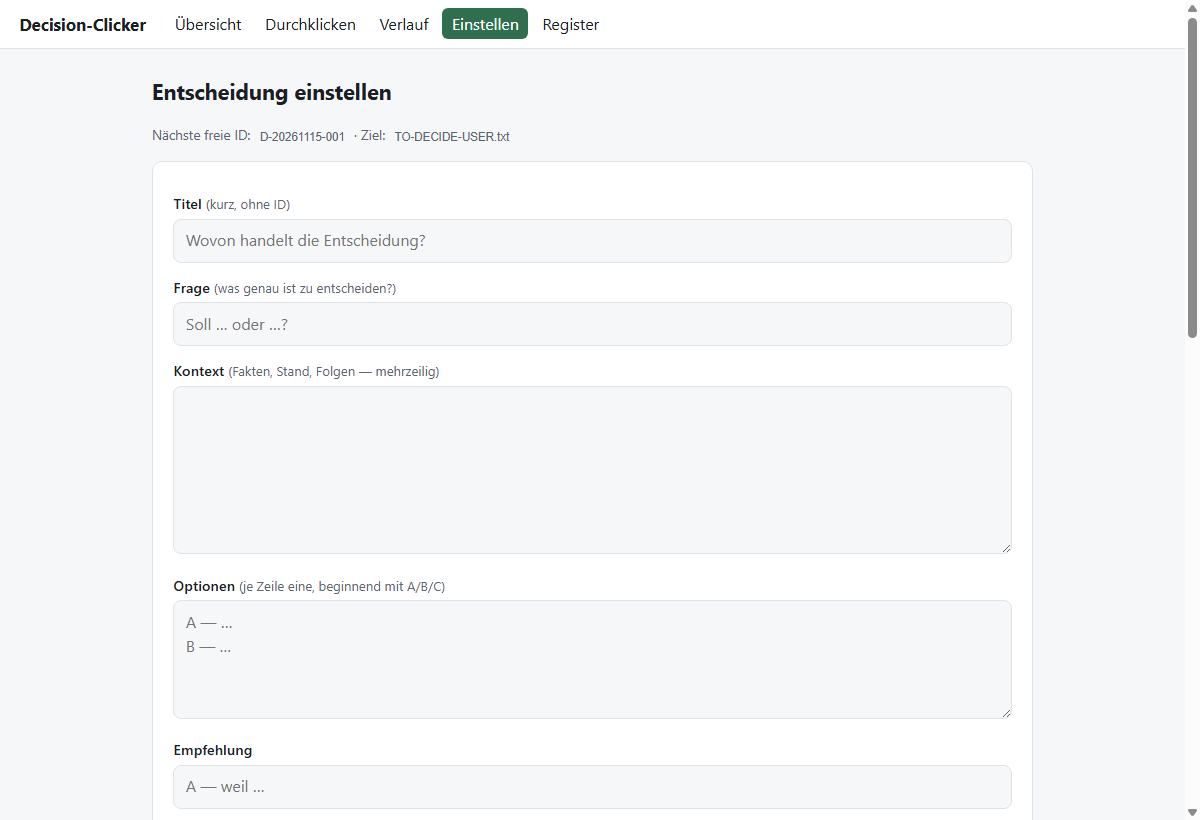 Decision-Clicker Übersicht Durchklicken Verlauf Einstellen Register
Entscheidung einstellen
Nächste freie ID: D-20261115-001 · Ziel: TO-DECIDE-USER.txt
Titel (kurz, ohne ID)
Wovon handelt die Entscheidung?
Frage (was genau ist zu entscheiden?)
Soll … oder …?
Kontext (Fakten, Stand, Folgen — mehrzeilig)
Optionen (je Zeile eine, beginnend mit A/B/C)
A — …
B — …
Empfehlung
A — weil …